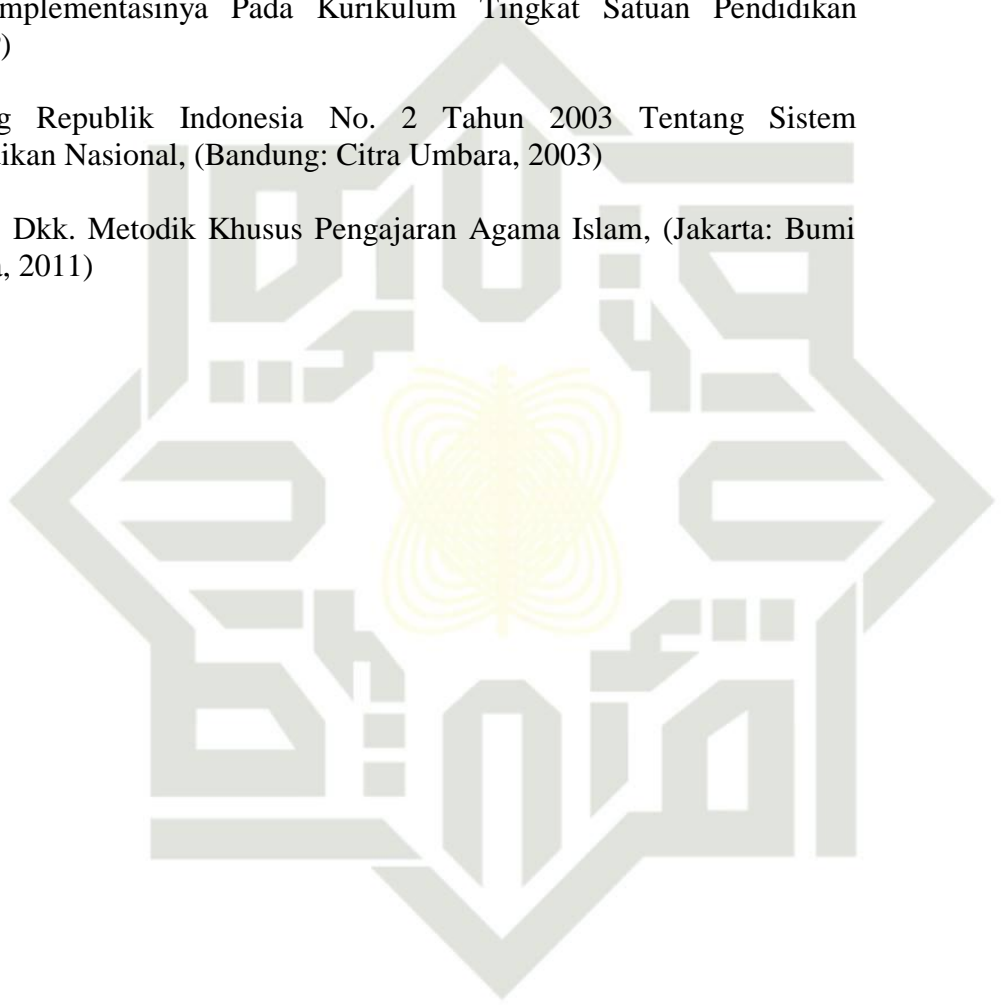 mplementasinya Pada Kurikulum Tingkat Satuan Pendidikan
)
g Republik Indonesia No. 2 Tahun 2003 Tentang Sistem
ikan Nasional, (Bandung: Citra Umbara, 2003)
Dkk. Metodik Khusus Pengajaran Agama Islam, (Jakarta: Bumi
, 2011)